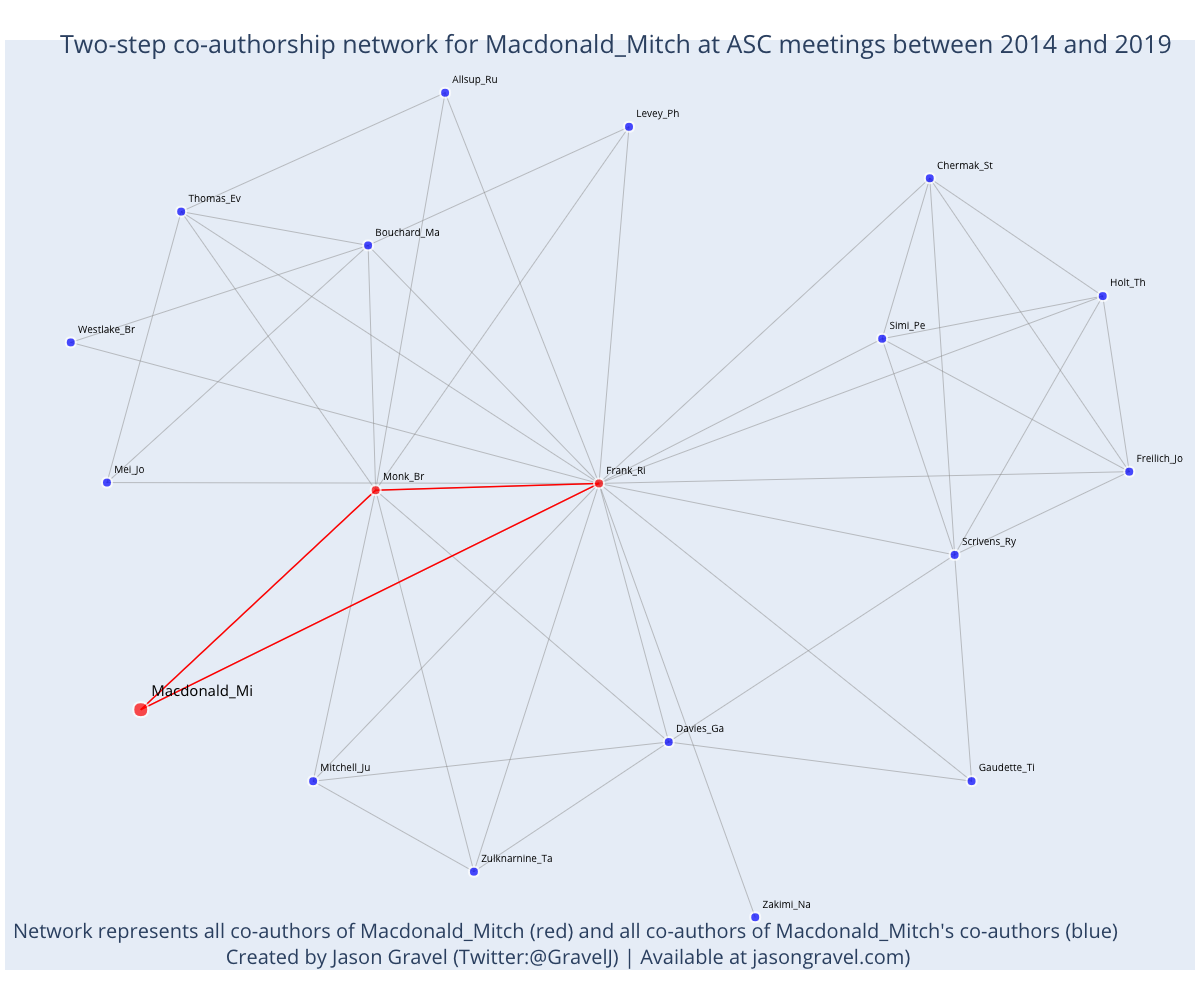 Two-step co-authorship network for Macdonald_Mitch at ASC meetings between 2014 and 2019
Allsup_Ru
Levey_Ph
Chermak_St
Thomas_Ev
Bouchard_Ma
Holt_Th
Westlake_Br
Simi_Pe
Mei_Jo
Monk_Br
Frank_Ri
Freilich_Jo
Scrivens_Ry
Macdonald_Mi
Davies_Ga
Mitchell_Ju
Gaudette_Ti
Zulknarnine_Ta
Zakimi_Na
Network represents all co-authors of Macdonald_Mitch (red) and all co-authors of Macdonald_Mitch's co-authors (blue)
Created by Jason Gravel (Twitter:@GravelJ) | Available at jasongravel.com)